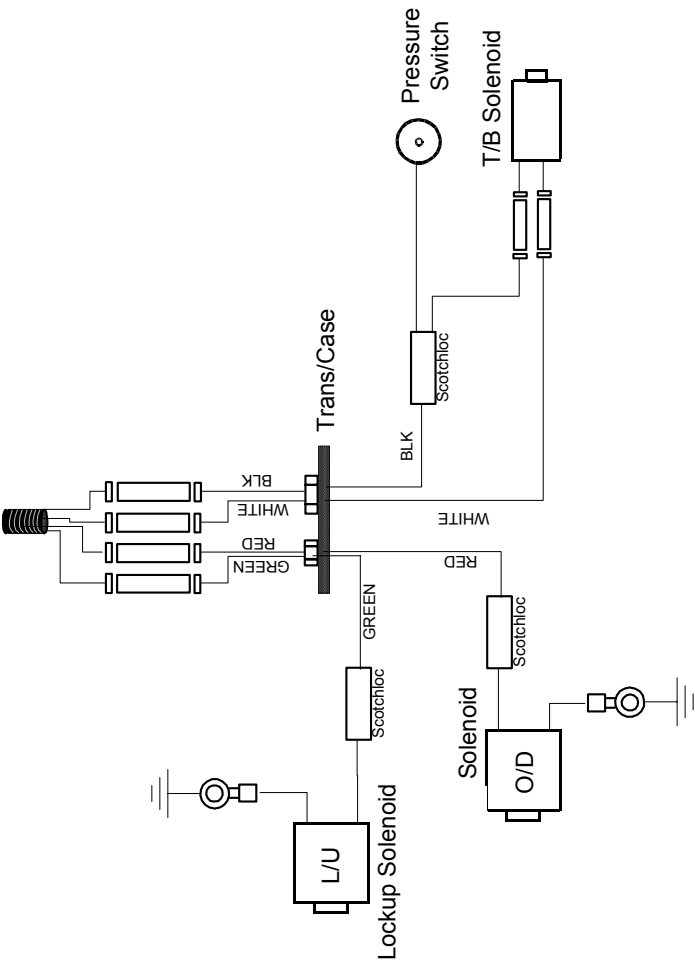 Pressure
Switch
T/B Solenoid
Trans/Case
Scotchloc
BLK
BLK
WHITE
RED
GREEN
WHITE
RED
GREEN
Scotchloc
Scotchloc
Solenoid
O/D
L/U
Lockup Solenoid